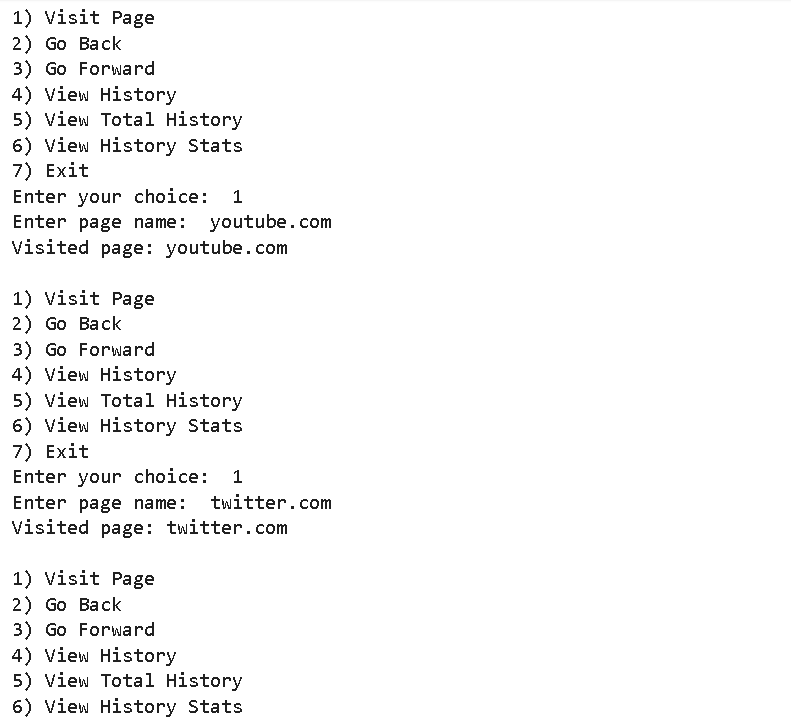 1) Visit Page
2) Go Back
3) Go Forward
4) View History
5) View Total History
6) View History Stats
7) Exit
Enter your choice:  1
Enter page name:  youtube.com
Visited page: youtube.com

1) Visit Page
2) Go Back
3) Go Forward
4) View History
5) View Total History
6) View History Stats
7) Exit
Enter your choice:  1
Enter page name:  twitter.com
Visited page: twitter.com

1) Visit Page
2) Go Back
3) Go Forward
4) View History
5) View Total History
6) View History Stats